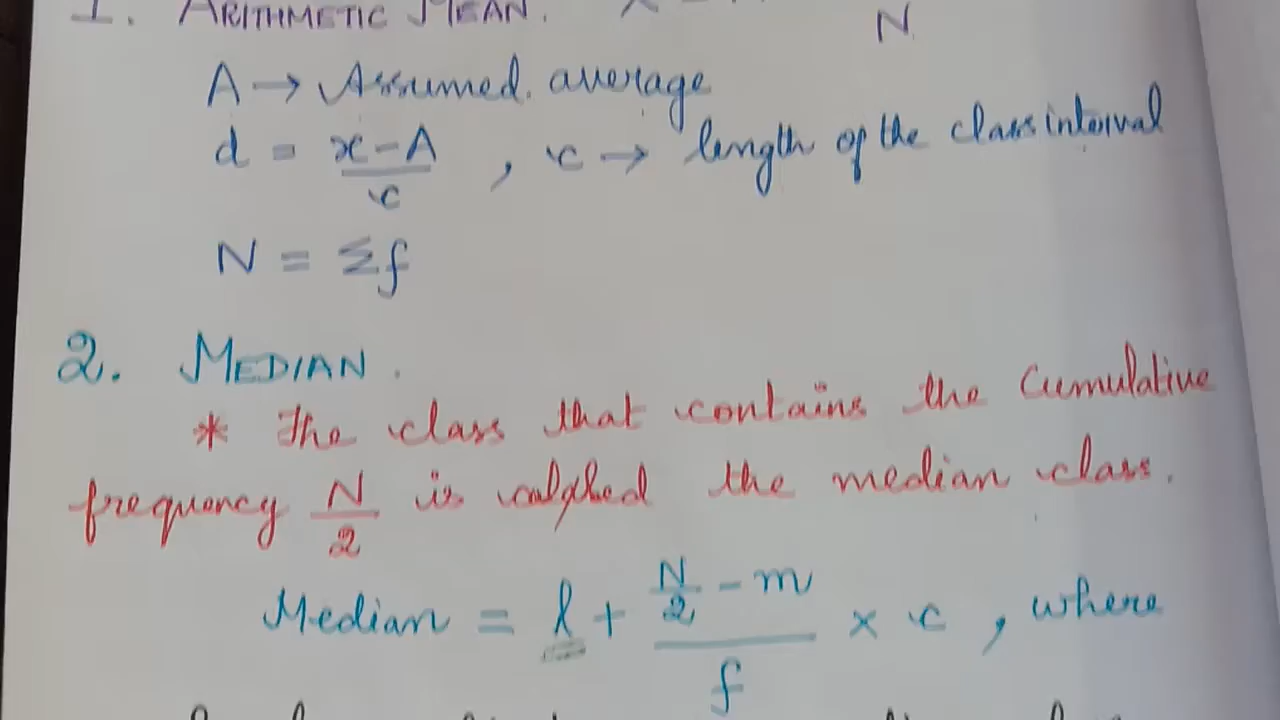 1. ARITHMETIC MEAN.
N
A → Assumed average
d = x - A / c , c → length of the class interval
N = Σf
2. MEDIAN.
* The class that contains the cumulative
frequency N/2 is the median class.
Median = l + (N/2 - m) / f × c , where